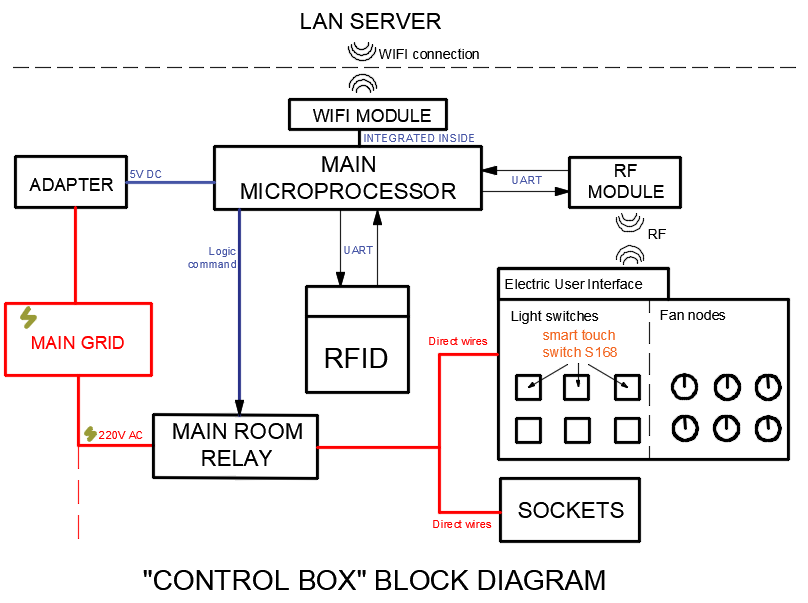 LAN SERVER
WIFI connection
WIFI MODULE
INTEGRATED INSIDE
MAIN
MICROPROCESSOR
ADAPTER
5V DC
UART
RF
MODULE
RF
Logic
command
UART
RFID
MAIN GRID
220V AC
MAIN ROOM
RELAY
Direct wires
Electric User Interface
Light switches
Fan nodes
smart touch
switch S168
Direct wires
SOCKETS
"CONTROL BOX" BLOCK DIAGRAM